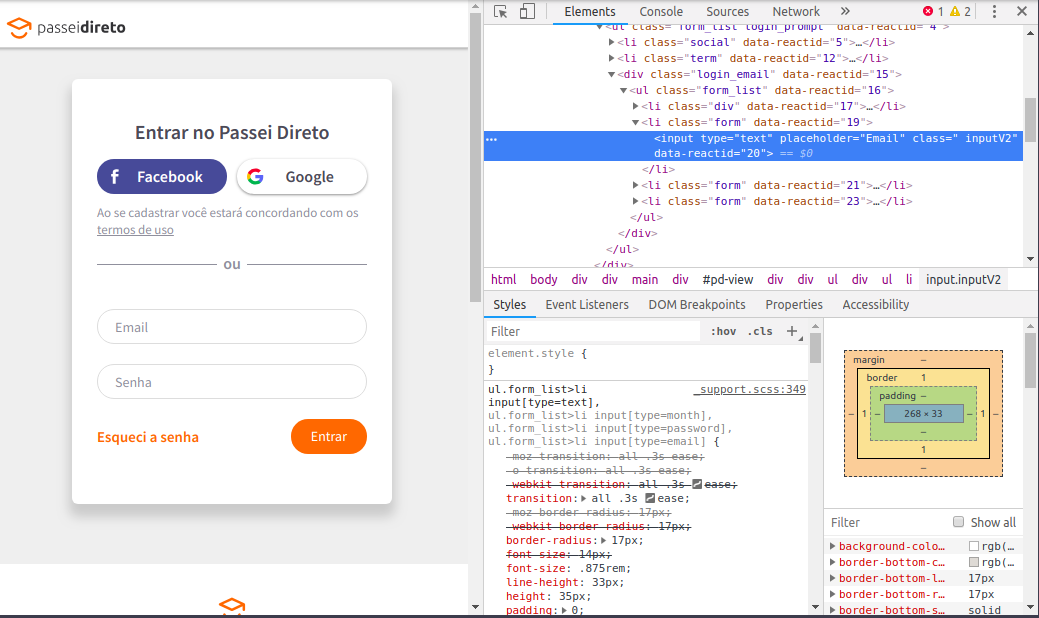 passeidireto
Entrar no Passei Direto
Facebook
Google
Ao se cadastrar você estará concordando com os
termos de uso
ou
Email
Senha
Esqueci a senha
Entrar
Elements
Console
Sources
Network
»
1
2
<ul class="form_list login_prompt" data-reactid="4">
<li class="social" data-reactid="5">…</li>
<li class="term" data-reactid="12">…</li>
<div class="login_email" data-reactid="15">
<ul class="form_list" data-reactid="16">
<li class="div" data-reactid="17">…</li>
<li class="form" data-reactid="19">
<input type="text" placeholder="Email" class=" inputV2"
data-reactid="20"> == $0
</li>
<li class="form" data-reactid="21">…</li>
<li class="form" data-reactid="23">…</li>
</ul>
</div>
</ul>
</div>
html body div div main div #pd-view div div ul div ul li input.inputV2
Styles Event Listeners DOM Breakpoints Properties Accessibility
Filter :hov .cls +
element.style {
}
ul.form_list>li _support.scss:349
input[type=text],
ul.form_list>li input[type=month],
ul.form_list>li input[type=password],
ul.form_list>li input[type=email] {
-moz-transition: all .3s ease;
-o-transition: all .3s ease;
-webkit-transition: all .3s ease;
transition: all .3s ease;
-moz-border-radius: 17px;
-webkit-border-radius: 17px;
border-radius: 17px;
font-size: 14px;
font-size: .875rem;
line-height: 33px;
height: 35px;
padding: 0;
margin –
border 1
padding –
– 1 – 268 × 33 – 1 –
–
1
–
Filter Show all
background-colo… rgb(…
border-bottom-c… rgb(…
border-bottom-l… 17px
border-bottom-r… 17px
border-bottom-s… solid